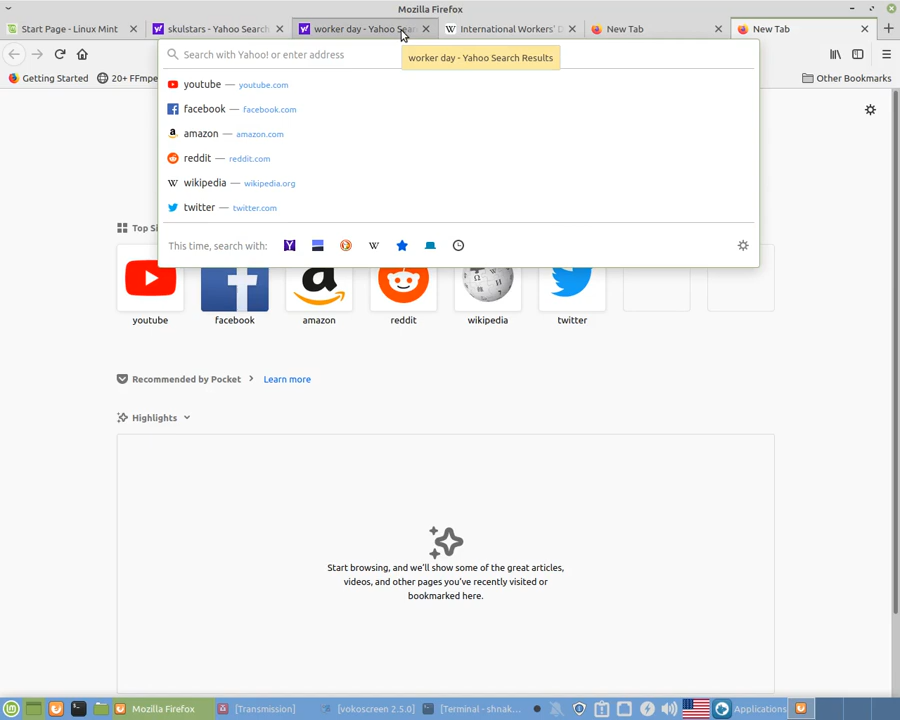 Mozilla Firefox
Start Page - Linux Mint
skulstars - Yahoo Search
worker day - Yahoo Sear
International Workers' D
New Tab
New Tab
Search with Yahoo! or enter address
worker day - Yahoo Search Results
Getting Started
20+ FFmpe
Other Bookmarks
youtube — youtube.com
facebook — facebook.com
amazon — amazon.com
reddit — reddit.com
wikipedia — wikipedia.org
twitter — twitter.com
Top Si
This time, search with:
youtube
facebook
amazon
reddit
wikipedia
twitter
Recommended by Pocket
Learn more
Highlights
Start browsing, and we'll show some of the great articles,
videos, and other pages you've recently visited or
bookmarked here.
Mozilla Firefox
[Transmission]
[vokoscreen 2.5.0]
[Terminal - shnak...
Applications